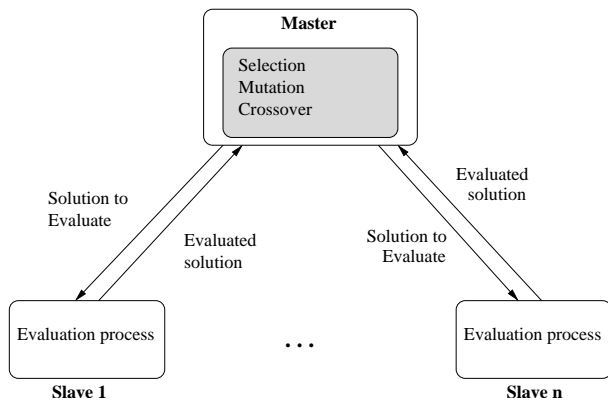 Master
Selection
Mutation
Crossover
Solution to
Evaluate
Evaluated
solution
Evaluated
solution
Solution to
Evaluate
Evaluation process
...
Evaluation process
Slave 1
Slave n